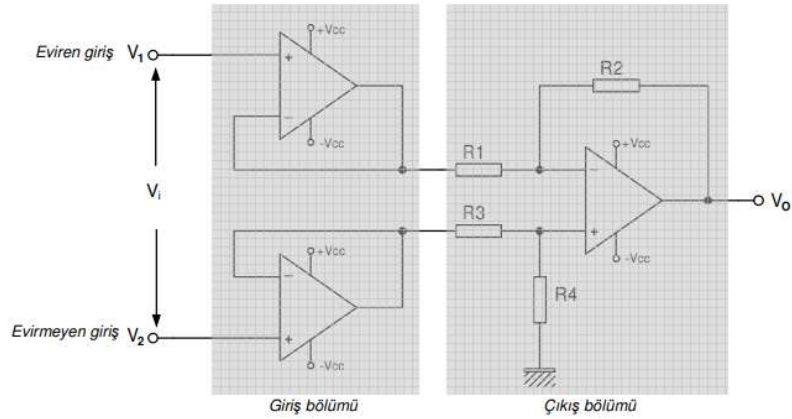 Eviren giriş V1
+Vcc
+
−
-Vcc
R2
R1
+Vcc
−
+
-Vcc
Vi
Vo
R3
+Vcc
−
+
-Vcc
R4
Evirmeyen giriş V2
Giriş bölümü
Çıkış bölümü